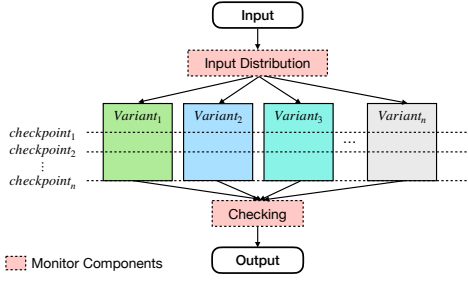 Input
Input Distribution
Variant₁ Variant₂ Variant₃ Variantₙ
checkpoint₁
...
checkpoint₂
⋮
checkpointₙ
Checking
Monitor Components
Output